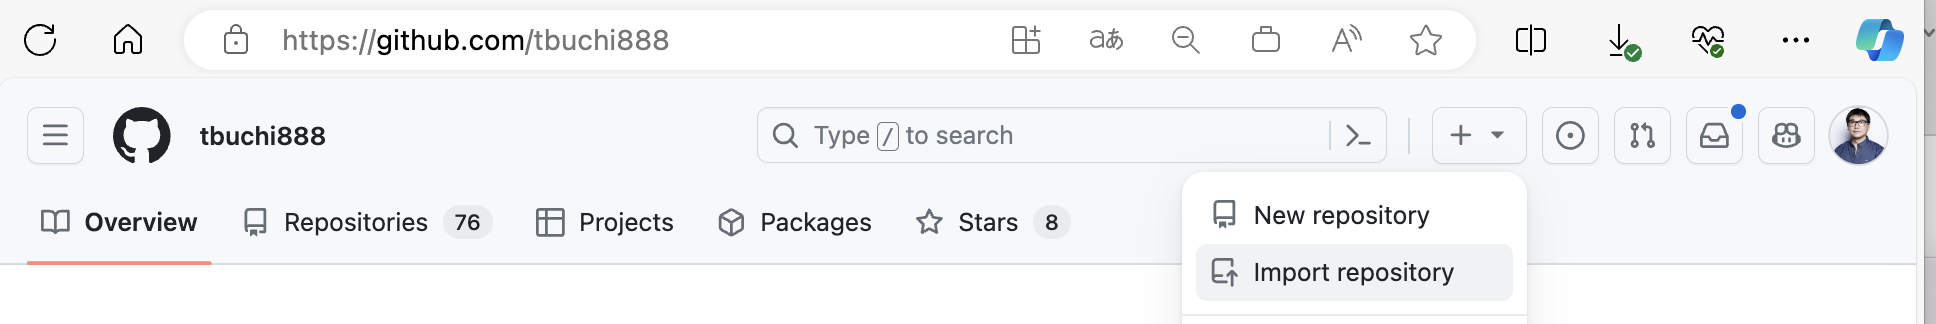 https://github.com/tbuchi888
aあ
A
tbuchi888
Type / to search
Overview
Repositories 76
Projects
Packages
Stars 8
New repository
Import repository